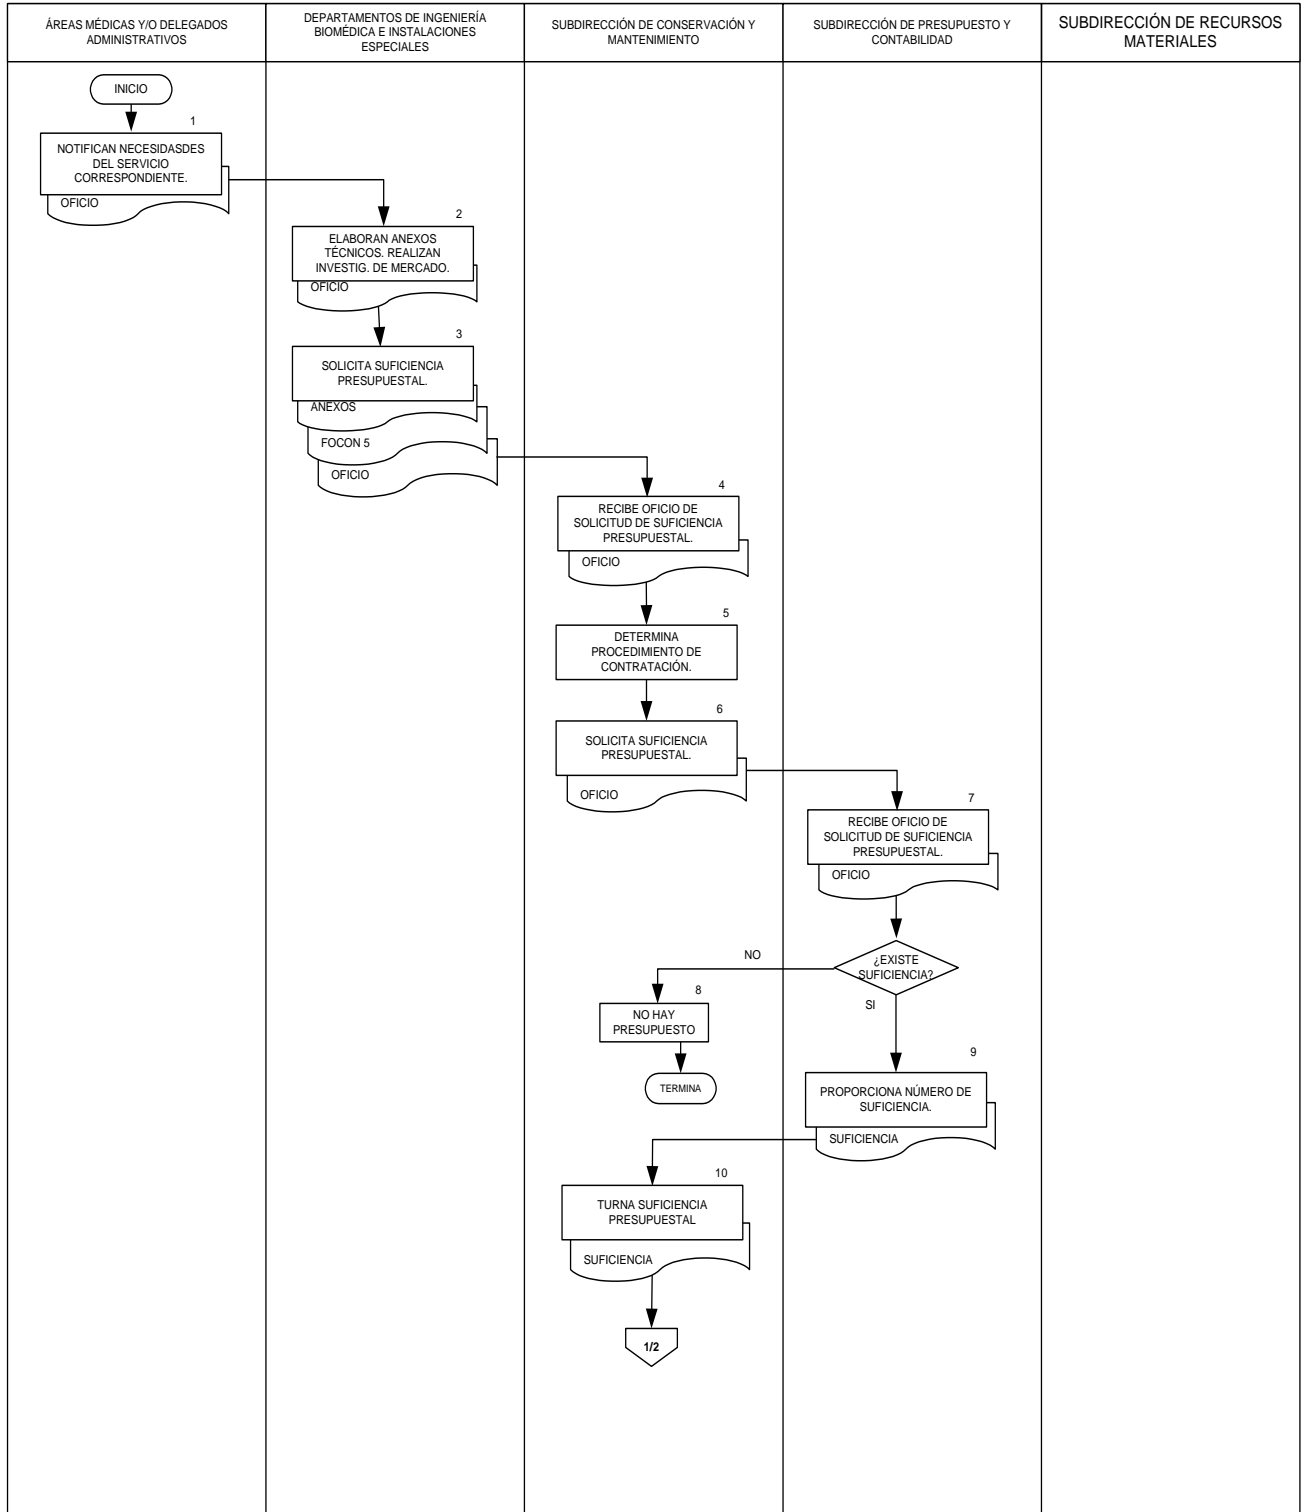 ÁREAS MÉDICAS Y/O DELEGADOS
ADMINISTRATIVOS
DEPARTAMENTOS DE INGENIERÍA
BIOMÉDICA E INSTALACIONES
ESPECIALES
SUBDIRECCIÓN DE CONSERVACIÓN Y
MANTENIMIENTO
SUBDIRECCIÓN DE PRESUPUESTO Y
CONTABILIDAD
SUBDIRECCIÓN DE RECURSOS
MATERIALES
INICIO
1
NOTIFICAN NECESIDASDES
DEL SERVICIO
CORRESPONDIENTE.
OFICIO
2
ELABORAN ANEXOS
TÉCNICOS. REALIZAN
INVESTIG. DE MERCADO.
OFICIO
3
SOLICITA SUFICIENCIA
PRESUPUESTAL.
ANEXOS
FOCON 5
OFICIO
4
RECIBE OFICIO DE
SOLICITUD DE SUFICIENCIA
PRESUPUESTAL.
OFICIO
5
DETERMINA
PROCEDIMIENTO DE
CONTRATACIÓN.
6
SOLICITA SUFICIENCIA
PRESUPUESTAL.
OFICIO
7
RECIBE OFICIO DE
SOLICITUD DE SUFICIENCIA
PRESUPUESTAL.
OFICIO
¿EXISTE
SUFICIENCIA?
NO
SI
8
NO HAY
PRESUPUESTO
TERMINA
9
PROPORCIONA NÚMERO DE
SUFICIENCIA.
SUFICIENCIA
10
TURNA SUFICIENCIA
PRESUPUESTAL
SUFICIENCIA
1/2